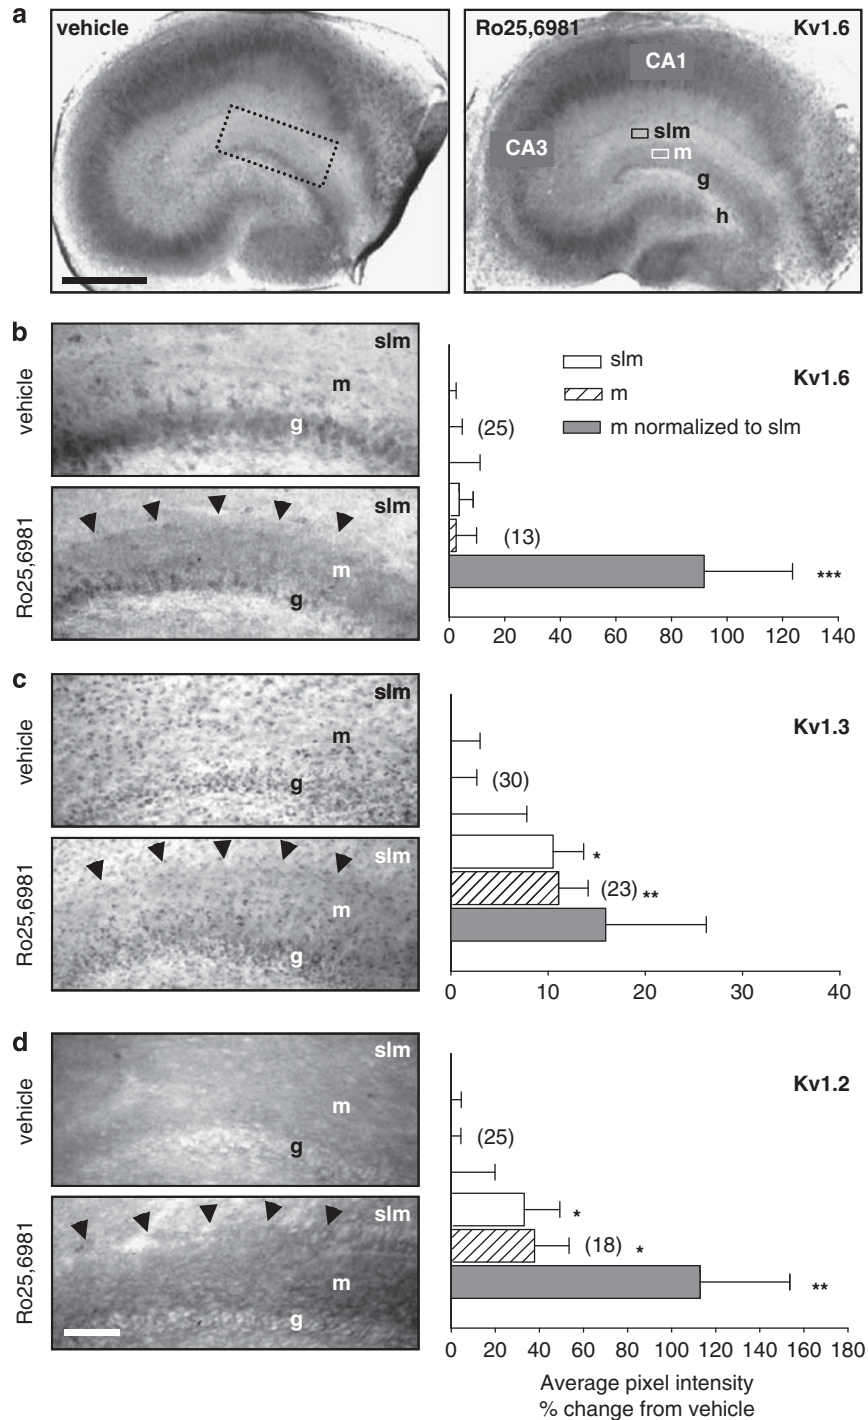 a
vehicle
Ro25,6981 Kv1.6
CA1
CA3
slm
m
g
h
b
vehicle
slm
m
g
Ro25,6981
slm
m
g
slm
m
m normalized to slm
Kv1.6
(25)
(13)
***
0 20 40 60 80 100 120 140
c
vehicle
slm
m
g
Ro25,6981
slm
m
g
Kv1.3
(30)
*
(23) **
0 10 20 30 40
d
vehicle
slm
m
g
Ro25,6981
slm
m
g
Kv1.2
(25)
*
(18) *
**
0 20 40 60 80 100 120 140 160 180
Average pixel intensity
% change from vehicle